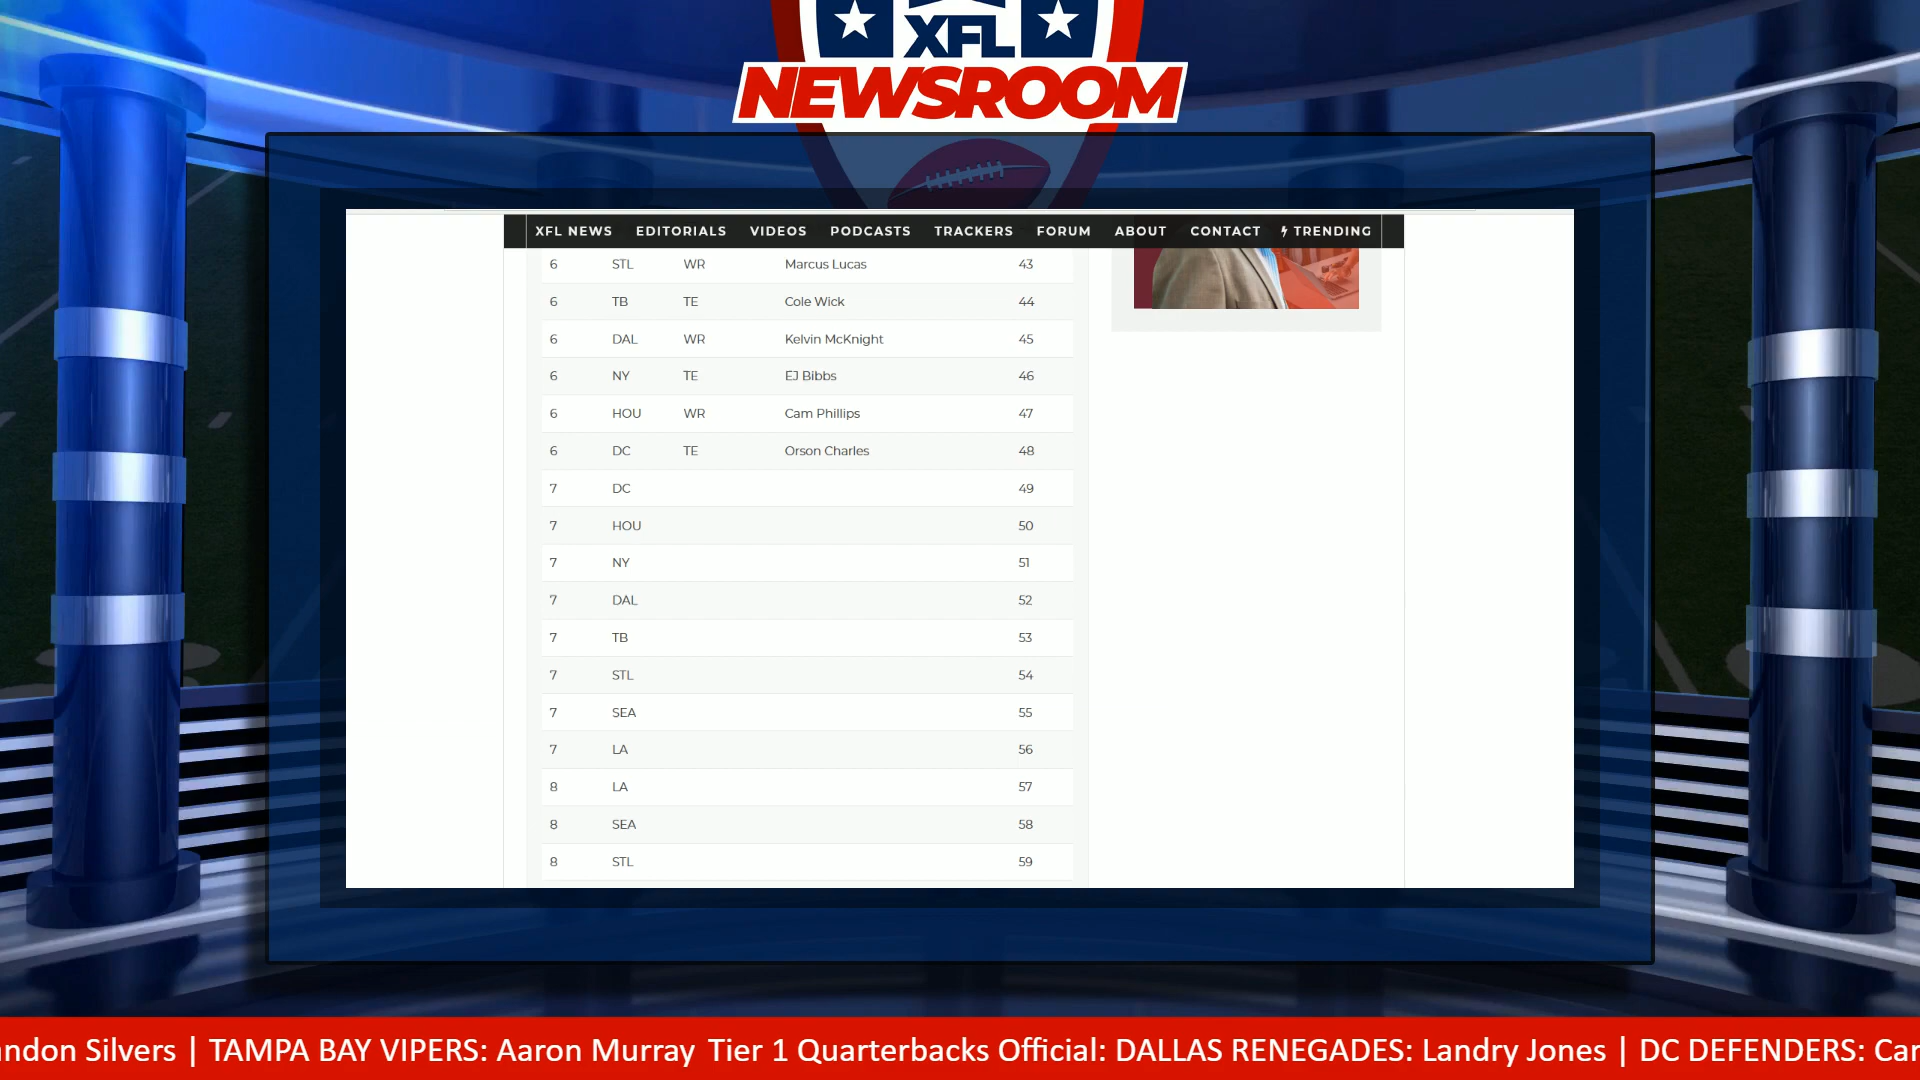 XFL
NEWSROOM
XFL NEWS EDITORIALS VIDEOS PODCASTS TRACKERS FORUM ABOUT CONTACT TRENDING
6 STL WR Marcus Lucas 43
6 TB TE Cole Wick 44
6 DAL WR Kelvin McKnight 45
6 NY TE EJ Bibbs 46
6 HOU WR Cam Phillips 47
6 DC TE Orson Charles 48
7 DC 49
7 HOU 50
7 NY 51
7 DAL 52
7 TB 53
7 STL 54
7 SEA 55
7 LA 56
8 LA 57
8 SEA 58
8 STL 59
ndon Silvers | TAMPA BAY VIPERS: Aaron Murray Tier 1 Quarterbacks Official: DALLAS RENEGADES: Landry Jones | DC DEFENDERS: Car